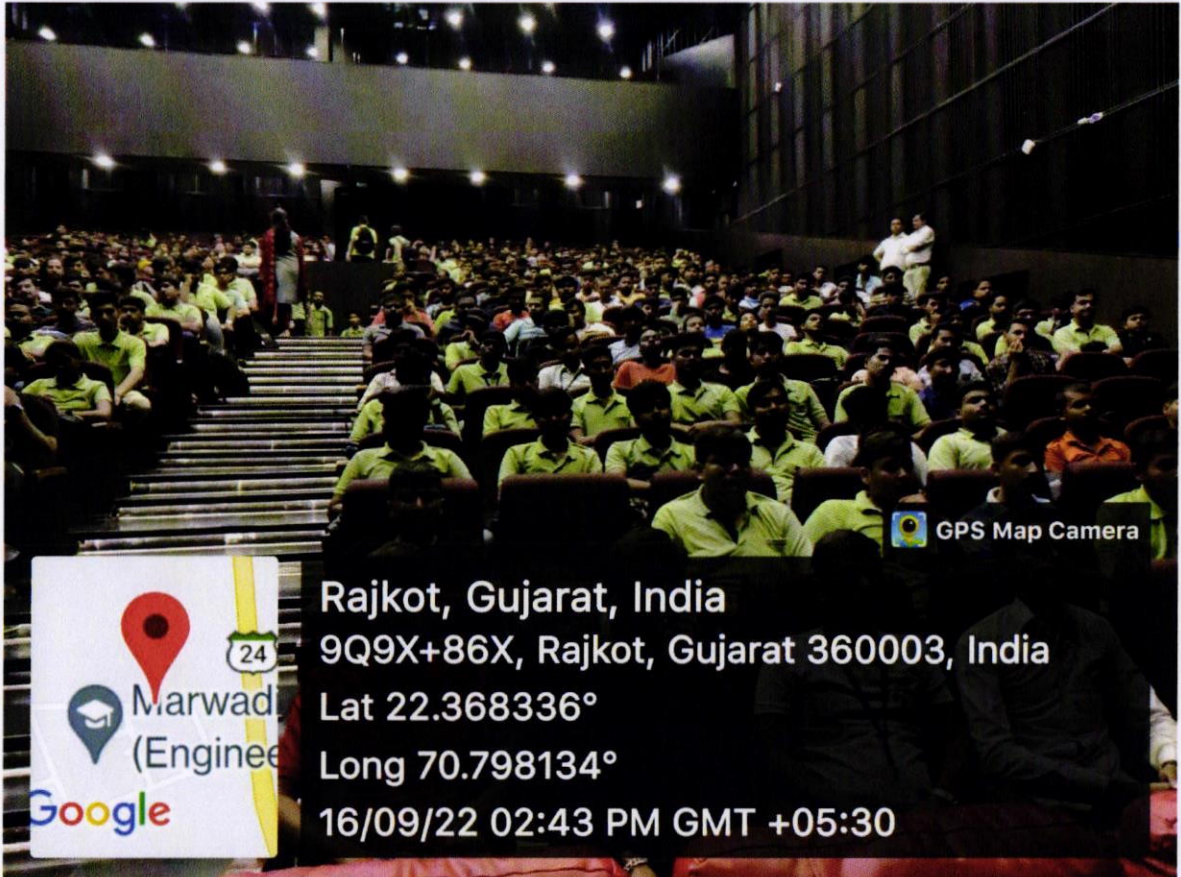 GPS Map Camera
Rajkot, Gujarat, India
9Q9X+86X, Rajkot, Gujarat 360003, India
Lat 22.368336°
Long 70.798134°
16/09/22 02:43 PM GMT +05:30
24
Marwadi
(Enginee
Google